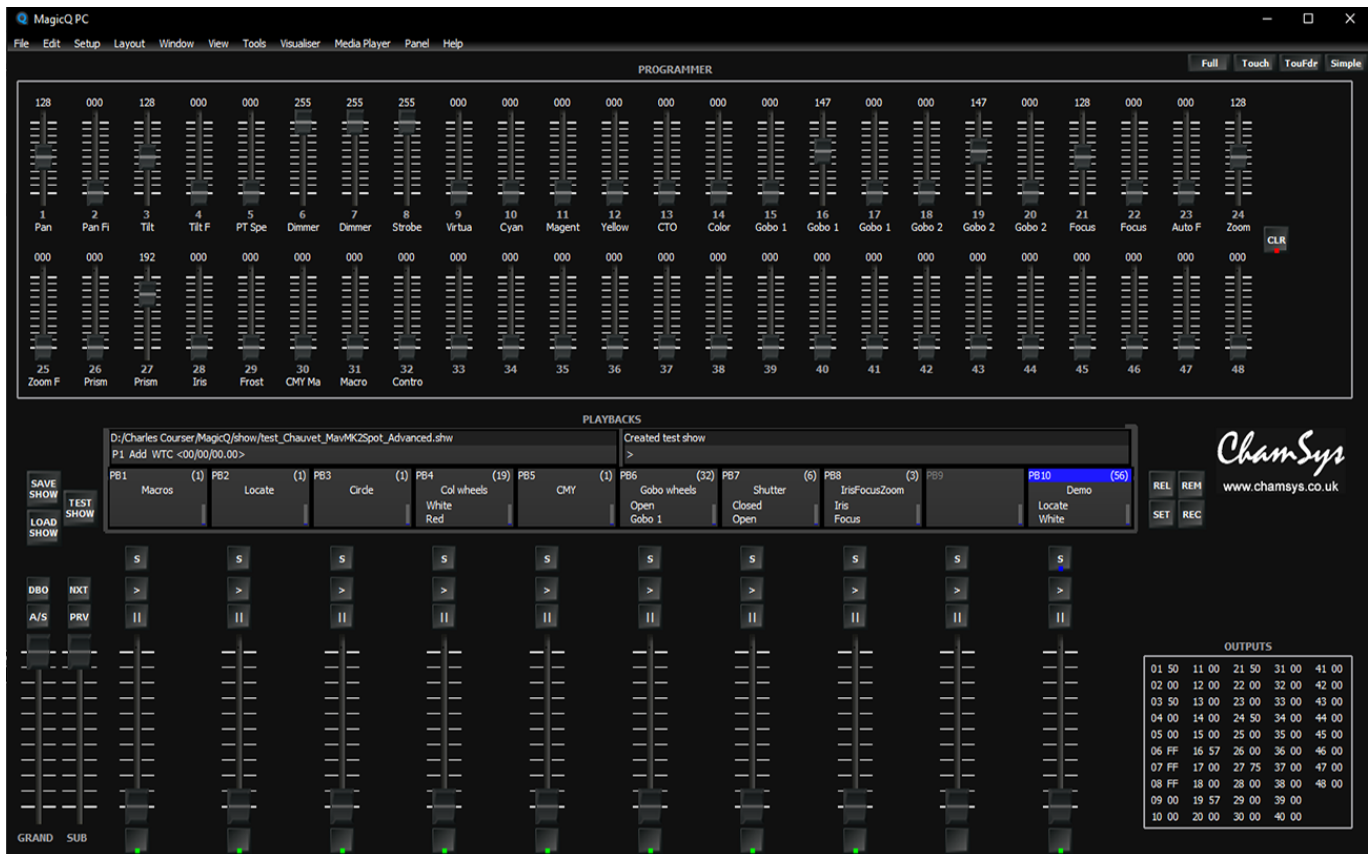 MagicQ PC
File Edit Setup Layout Window View Tools Visualiser Media Player Panel Help
PROGRAMMER
Full Touch TouFdr Simple
128 000 128 000 000 255 255 255 000 000 000 000 000 000 000 147 000 000 147 000 128 000 000 128
1 2 3 4 5 6 7 8 9 10 11 12 13 14 15 16 17 18 19 20 21 22 23 24
Pan Pan Fi Tilt Tilt F PT Spe Dimmer Dimmer Strobe Virtua Cyan Magent Yellow CTO Color Gobo 1 Gobo 1 Gobo 1 Gobo 2 Gobo 2 Gobo 2 Focus Focus Auto F Zoom
CLR
000 000 192 000 000 000 000 000 000 000 000 000 000 000 000 000 000 000 000 000 000 000 000 000
25 26 27 28 29 30 31 32 33 34 35 36 37 38 39 40 41 42 43 44 45 46 47 48
Zoom F Prism Prism Iris Frost CMY Ma Macro Contro
PLAYBACKS
D:/Charles Courser/MagicQ/show/test_Chauvet_MavMK2Spot_Advanced.shw Created test show
P1 Add WTC <00/00/00.00> >
PB1 (1) PB2 (1) PB3 (1) PB4 (19) PB5 (1) PB6 (32) PB7 (6) PB8 (3) PB9 PB10 (56)
Macros Locate Circle Col wheels CMY Gobo wheels Shutter IrisFocusZoom Demo
White Open Closed Iris Locate
Red Gobo 1 Open Focus White
SAVE SHOW
TEST SHOW
LOAD SHOW
REL REM
SET REC
ChamSys
www.chamsys.co.uk
S S S S S S S S S S
DBO NXT > > > > > > > > > >
A/S PRV || || || || || || || || || ||
GRAND SUB
OUTPUTS
01 50 11 00 21 50 31 00 41 00
02 00 12 00 22 00 32 00 42 00
03 50 13 00 23 00 33 00 43 00
04 00 14 00 24 50 34 00 44 00
05 00 15 00 25 00 35 00 45 00
06 FF 16 57 26 00 36 00 46 00
07 FF 17 00 27 75 37 00 47 00
08 FF 18 00 28 00 38 00 48 00
09 00 19 57 29 00 39 00
10 00 20 00 30 00 40 00